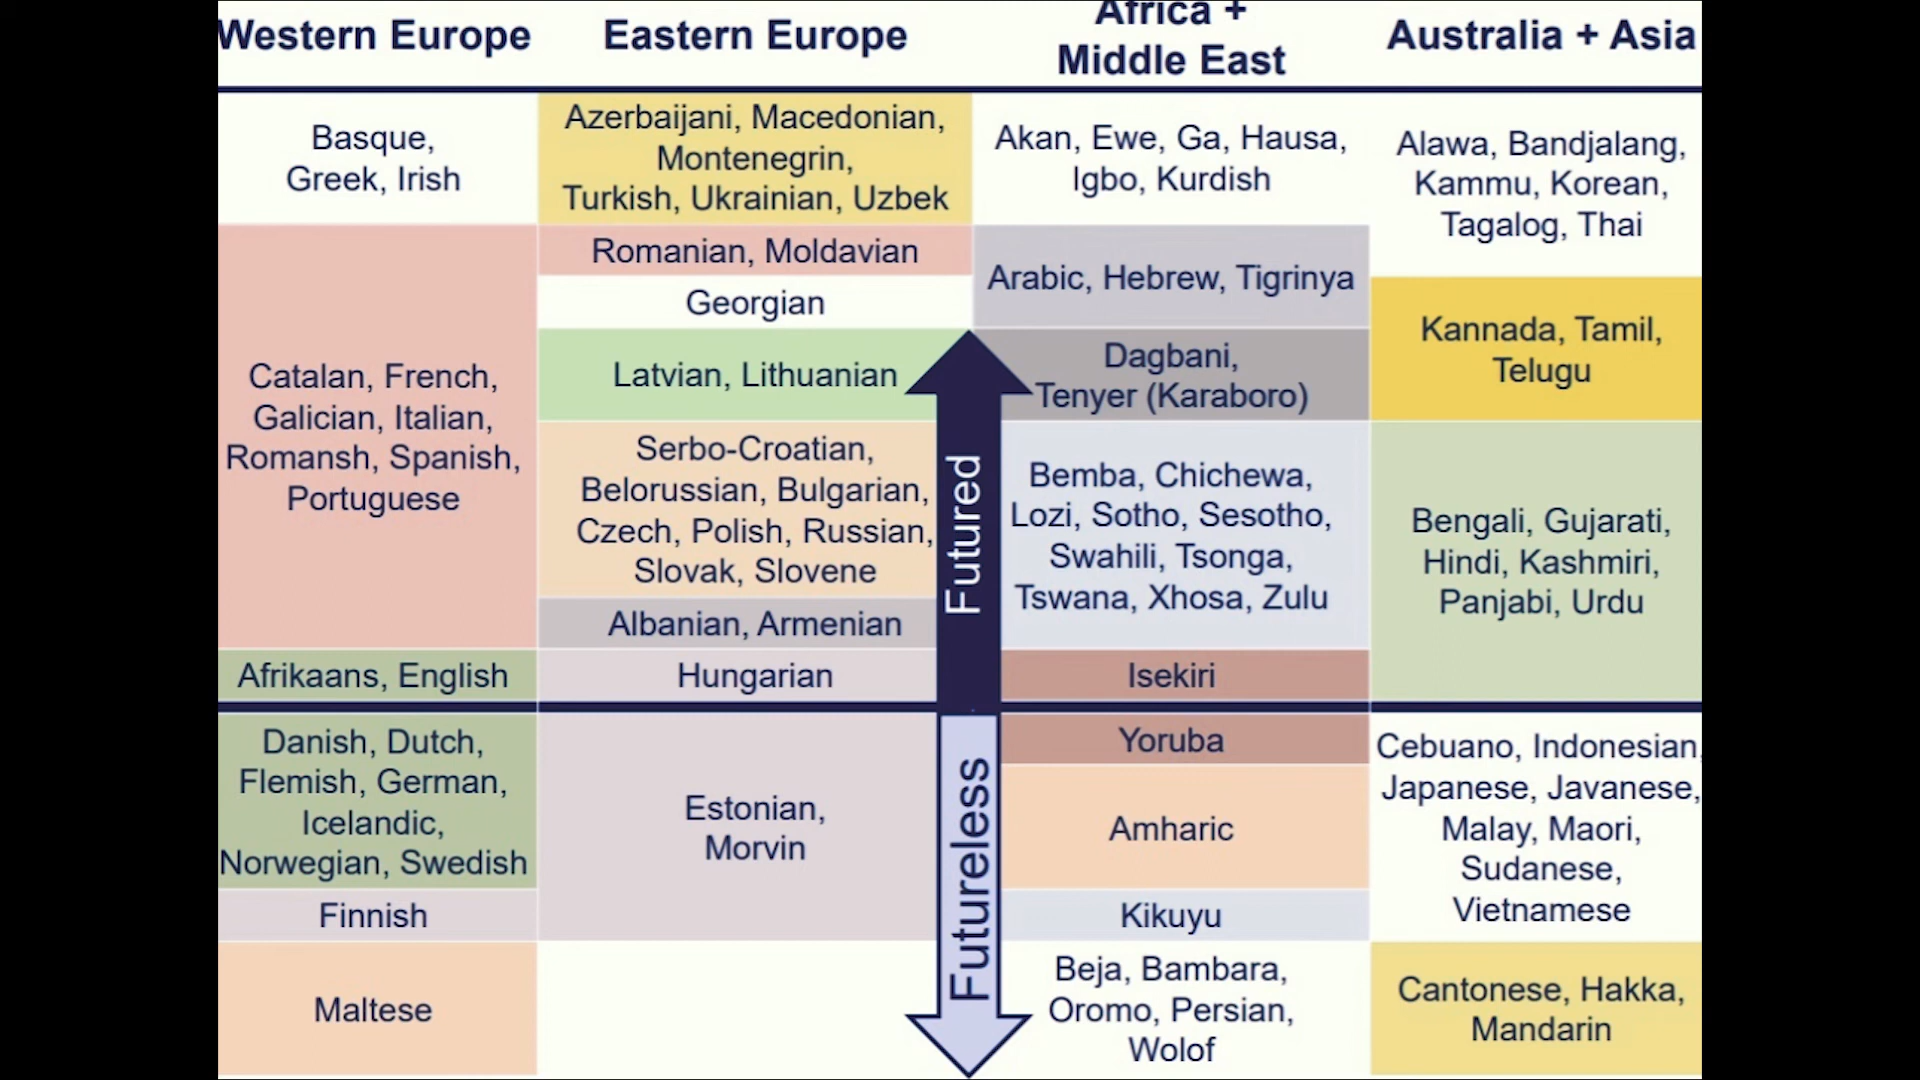 Western Europe
Eastern Europe
Africa +
Middle East
Australia + Asia
Basque,
Greek, Irish
Azerbaijani, Macedonian,
Montenegrin,
Turkish, Ukrainian, Uzbek
Akan, Ewe, Ga, Hausa,
Igbo, Kurdish
Alawa, Bandjalang,
Kammu, Korean,
Tagalog, Thai
Catalan, French,
Galician, Italian,
Romansh, Spanish,
Portuguese
Romanian, Moldavian
Georgian
Latvian, Lithuanian
Serbo-Croatian,
Belorussian, Bulgarian,
Czech, Polish, Russian,
Slovak, Slovene
Albanian, Armenian
Hungarian
Arabic, Hebrew, Tigrinya
Dagbani,
Tenyer (Karaboro)
Bemba, Chichewa,
Lozi, Sotho, Sesotho,
Swahili, Tsonga,
Tswana, Xhosa, Zulu
Isekiri
Kannada, Tamil,
Telugu
Bengali, Gujarati,
Hindi, Kashmiri,
Panjabi, Urdu
Afrikaans, English
Futured
Futureless
Danish, Dutch,
Flemish, German,
Icelandic,
Norwegian, Swedish
Finnish
Maltese
Estonian,
Morvin
Yoruba
Amharic
Kikuyu
Beja, Bambara,
Oromo, Persian,
Wolof
Cebuano, Indonesian,
Japanese, Javanese,
Malay, Maori,
Sudanese,
Vietnamese
Cantonese, Hakka,
Mandarin